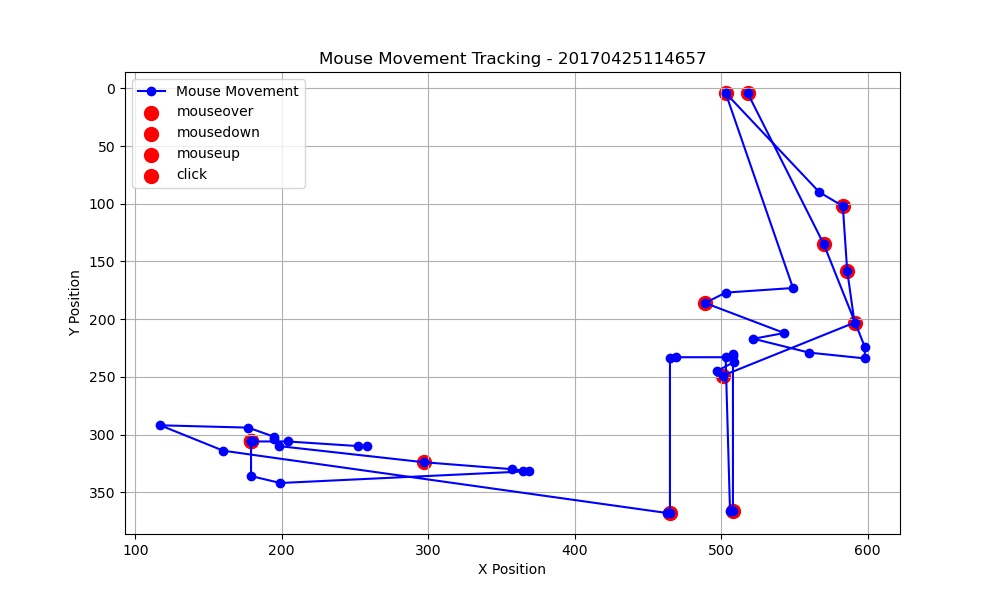 Mouse Movement Tracking - 20170425114657
Mouse Movement
mouseover
mousedown
mouseup
click
Y Position
0
50
100
150
200
250
300
350
100 200 300 400 500 600
X Position